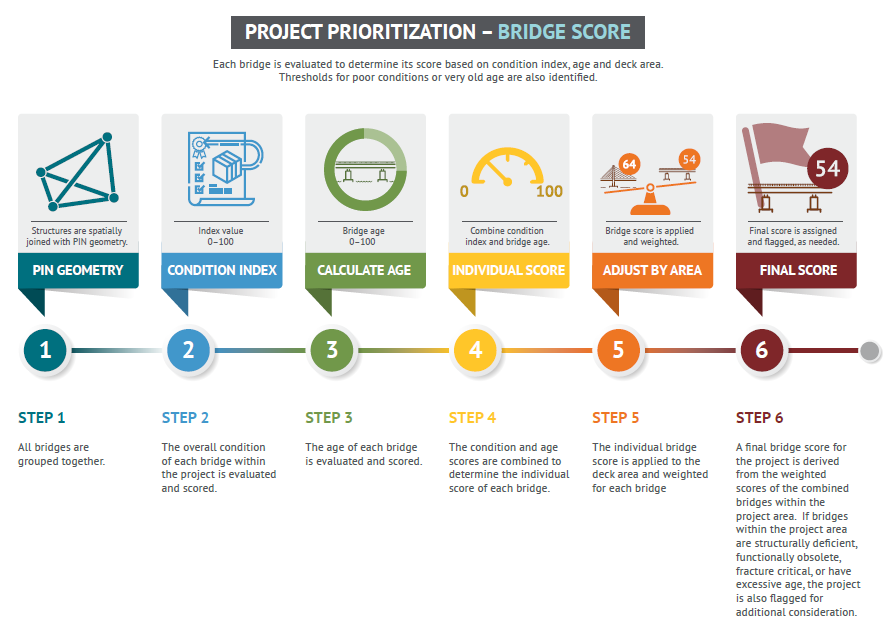 PROJECT PRIORITIZATION – BRIDGE SCORE
Each bridge is evaluated to determine its score based on condition index, age and deck area.
Thresholds for poor conditions or very old age are also identified.
Structures are spatially
joined with PIN geometry.
PIN GEOMETRY
Index value
0–100
CONDITION INDEX
Bridge age
0–100
CALCULATE AGE
0 100
Combine condition
index and bridge age.
INDIVIDUAL SCORE
64 54
Bridge score is applied
and weighted.
ADJUST BY AREA
54
Final score is assigned
and flagged, as needed.
FINAL SCORE
1 2 3 4 5 6
STEP 1
All bridges are
grouped together.
STEP 2
The overall condition
of each bridge within
the project is evaluated
and scored.
STEP 3
The age of each bridge
is evaluated and scored.
STEP 4
The condition and age
scores are combined to
determine the individual
score of each bridge.
STEP 5
The individual bridge
score is applied to the
deck area and weighted
for each bridge
STEP 6
A final bridge score for
the project is derived
from the weighted
scores of the combined
bridges within the
project area. If bridges
within the project area
are structurally deficient,
functionally obsolete,
fracture critical, or have
excessive age, the project
is also flagged for
additional consideration.